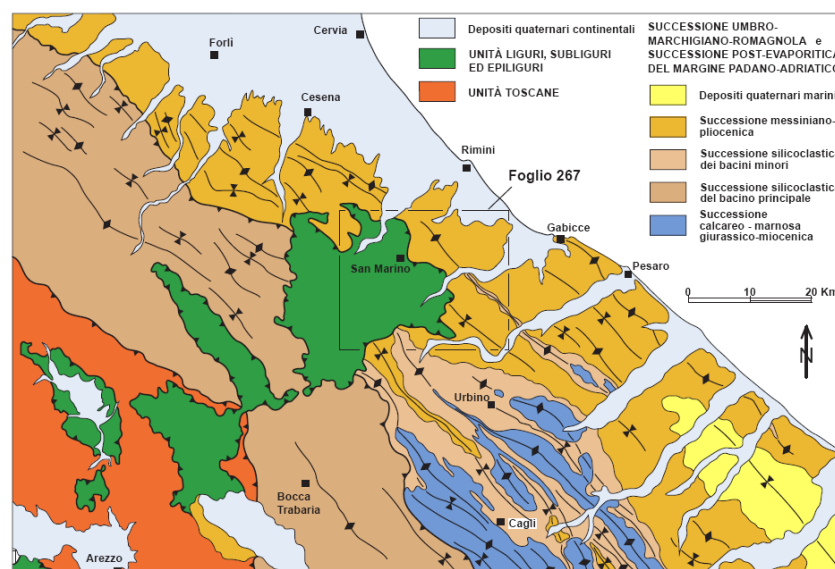 Depositi quaternari continentali
UNITÀ LIGURI, SUBLIGURI
ED EPILIGURI
UNITÀ TOSCANE
SUCCESSIONE UMBRO-
MARCHIGIANO-ROMAGNOLA e
SUCCESSIONE POST-EVAPORITICA
DEL MARGINE PADANO-ADRIATICO
Depositi quaternari marini
Successione messiniano-
pliocenica
Successione silicoclastica
dei bacini minori
Successione silicoclastica
del bacino principale
Successione
calcareo - marnosa
giurassico-miocenica
0 10 20 Km
N
Cervia
Forlì
Cesena
Rimini
Foglio 267
Gabicce
San Marino
Pesaro
Urbino
Bocca
Trabaria
Cagli
Arezzo